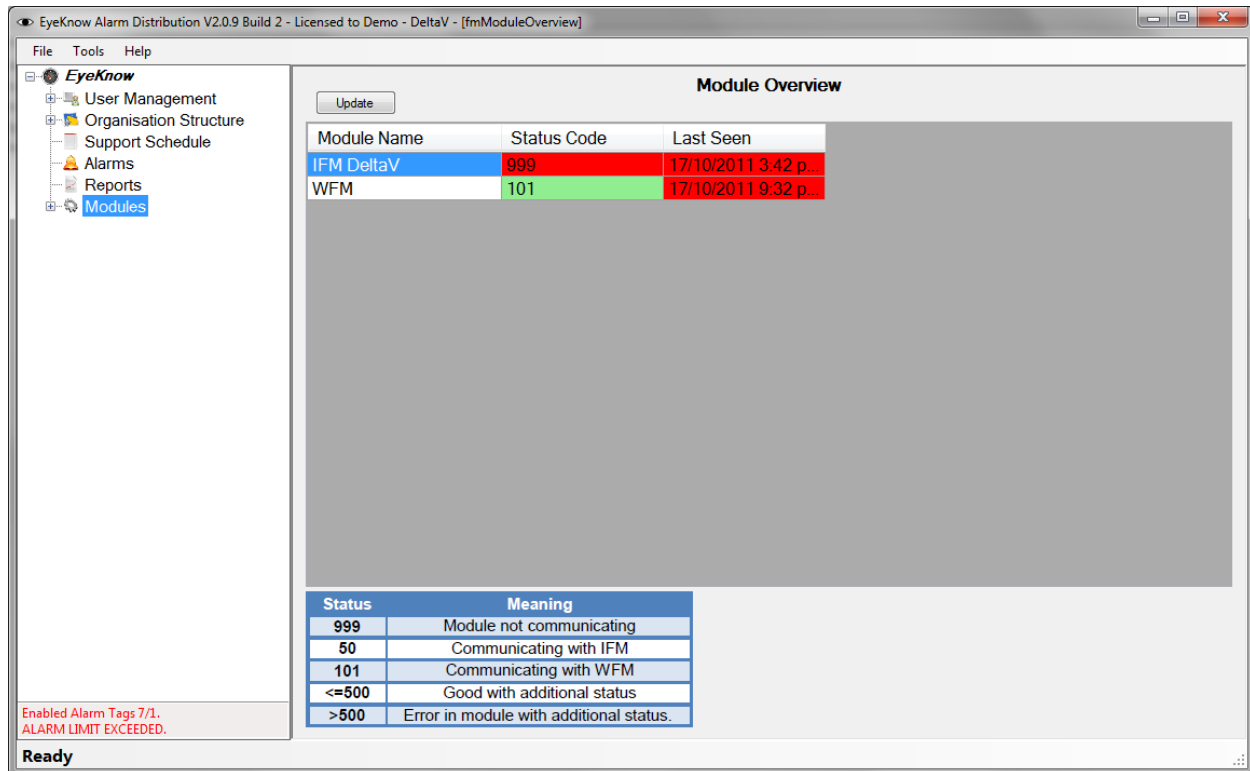 EyeKnow Alarm Distribution V2.0.9 Build 2 - Licensed to Demo - DeltaV - [fmModuleOverview]
File Tools Help
EyeKnow
User Management
Organisation Structure
Support Schedule
Alarms
Reports
Modules
Enabled Alarm Tags 7/1.
ALARM LIMIT EXCEEDED.
Module Overview
Update
Module Name Status Code Last Seen
IFM DeltaV 999 17/10/2011 3:42 p...
WFM 101 17/10/2011 9:32 p...
Status Meaning
999 Module not communicating
50 Communicating with IFM
101 Communicating with WFM
<=500 Good with additional status
>500 Error in module with additional status.
Ready